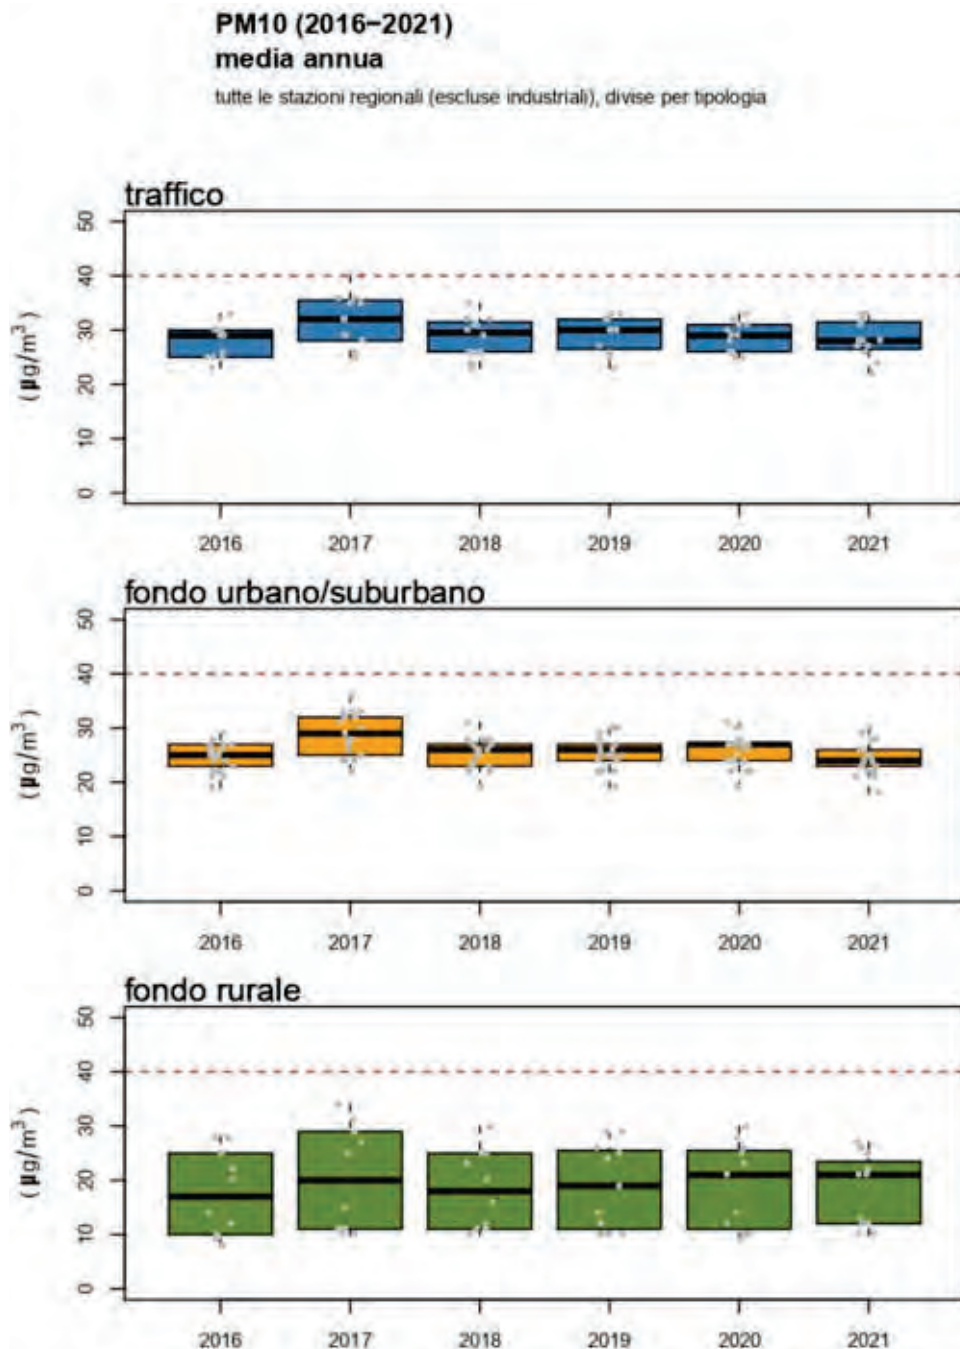 PM10 (2016–2021)
media annua
tutte le stazioni regionali (escluse industriali), divise per tipologia
traffico
50
40
30
20
10
0
(µg/m³)
2016 2017 2018 2019 2020 2021
fondo urbano/suburbano
50
40
30
20
10
0
(µg/m³)
2016 2017 2018 2019 2020 2021
fondo rurale
50
40
30
20
10
0
(µg/m³)
2016 2017 2018 2019 2020 2021